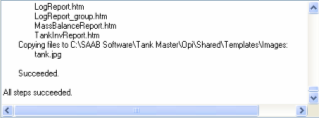 LogReport.htm
LogReport_group.htm
MassBalanceReport.htm
TankInvReport.htm
Copying files to C:\SAAB Software\Tank Master\Opi\Shared\Templates\Images:
tank.jpg
Succeeded.
All steps succeeded.